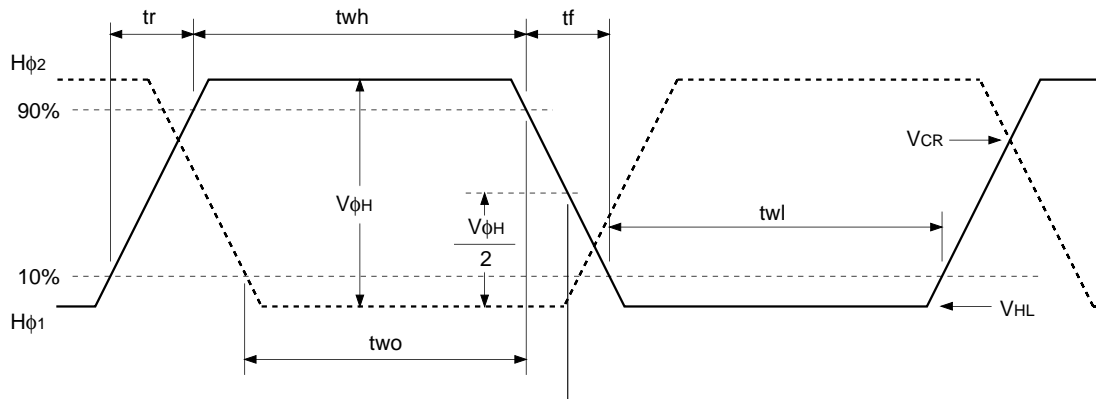 tr twh tf
Hϕ2
90%
VCR
VϕH
VϕH
2
twl
10%
Hϕ1
VHL
two